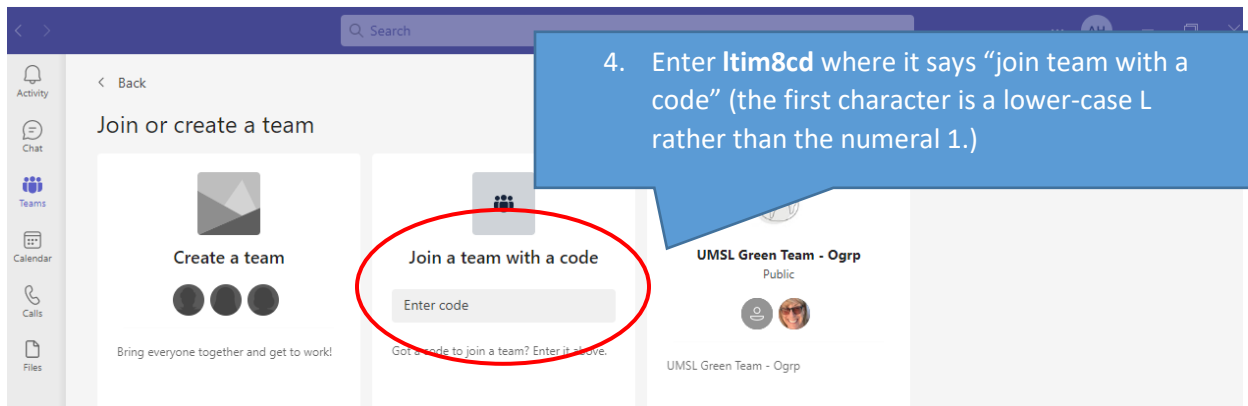 Search
AH
4. Enter ltim8cd where it says “join team with a
code” (the first character is a lower-case L
rather than the numeral 1.)
Activity
Chat
Teams
Calendar
Calls
Files
Back
Join or create a team
Create a team
Bring everyone together and get to work!
Join a team with a code
Enter code
Got a code to join a team? Enter it above.
UMSL Green Team - Ogrp
Public
UMSL Green Team - Ogrp